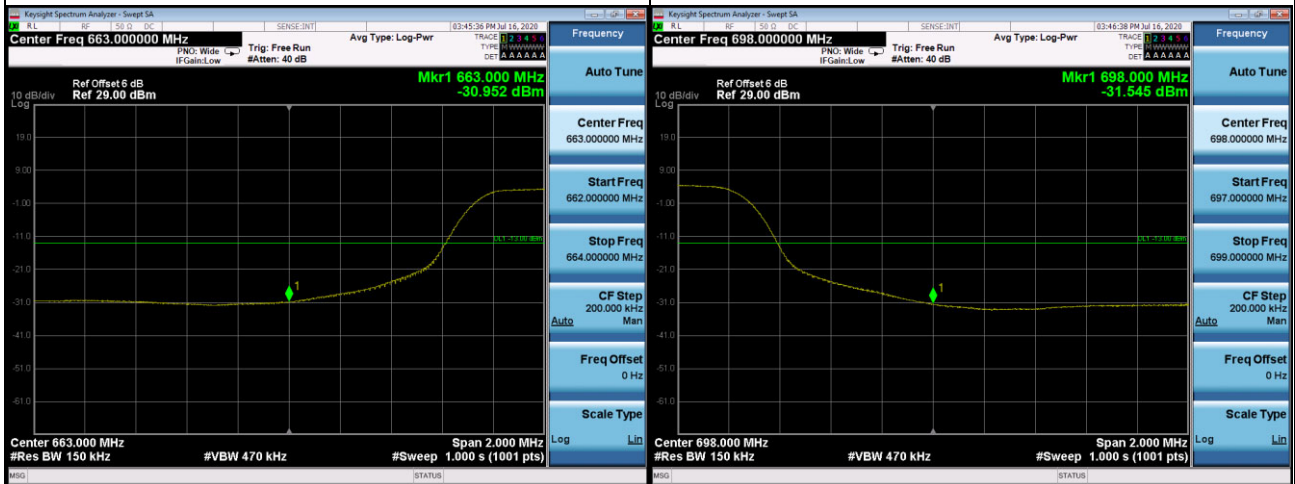 Keysight Spectrum Analyzer - Swept SA
RL RF 50 Ω DC SENSE:INT 03:45:36 PM Jul 16, 2020
Center Freq 663.000000 MHz
PNO: Wide
IFGain:Low
Trig: Free Run
#Atten: 40 dB
Avg Type: Log-Pwr
TRACE 1 2 3 4 5 6
TYPE M WWWWW
DET A A A A A A
Ref Offset 6 dB
Ref 29.00 dBm
10 dB/div
Log
Mkr1 663.000 MHz
-30.952 dBm
19.0
9.00
-1.00
-11.0
DL1 -13.00 dBm
-21.0
-31.0
1
-41.0
-51.0
-61.0
Center 663.000 MHz
#Res BW 150 kHz
#VBW 470 kHz
Span 2.000 MHz
#Sweep 1.000 s (1001 pts)
MSG STATUS
Frequency
Auto Tune
Center Freq
663.000000 MHz
Start Freq
662.000000 MHz
Stop Freq
664.000000 MHz
CF Step
200.000 kHz
Auto Man
Freq Offset
0 Hz
Scale Type
Log Lin
Keysight Spectrum Analyzer - Swept SA
RL RF 50 Ω DC SENSE:INT 03:46:38 PM Jul 16, 2020
Center Freq 698.000000 MHz
PNO: Wide
IFGain:Low
Trig: Free Run
#Atten: 40 dB
Avg Type: Log-Pwr
TRACE 1 2 3 4 5 6
TYPE M WWWWW
DET A A A A A A
Ref Offset 6 dB
Ref 29.00 dBm
10 dB/div
Log
Mkr1 698.000 MHz
-31.545 dBm
19.0
9.00
-1.00
-11.0
DL1 -13.00 dBm
-21.0
-31.0
1
-41.0
-51.0
-61.0
Center 698.000 MHz
#Res BW 150 kHz
#VBW 470 kHz
Span 2.000 MHz
#Sweep 1.000 s (1001 pts)
MSG STATUS
Frequency
Auto Tune
Center Freq
698.000000 MHz
Start Freq
697.000000 MHz
Stop Freq
699.000000 MHz
CF Step
200.000 kHz
Auto Man
Freq Offset
0 Hz
Scale Type
Log Lin